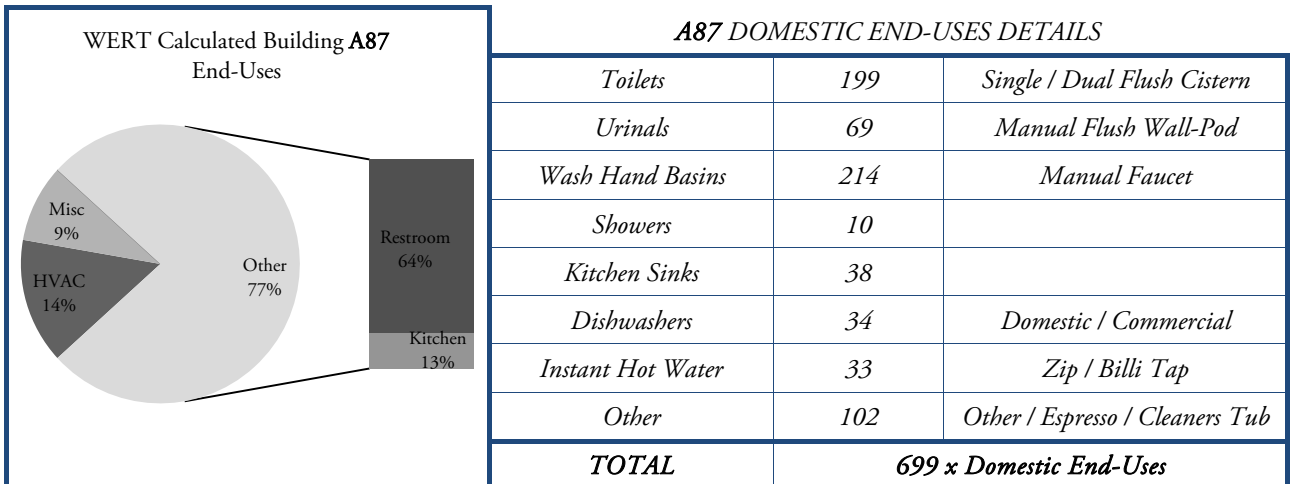 WERT Calculated Building A87
End-Uses
Misc
9%
HVAC
14%
Other
77%
Restroom
64%
Kitchen
13%
A87 DOMESTIC END-USES DETAILS
Toilets 199 Single / Dual Flush Cistern
Urinals 69 Manual Flush Wall-Pod
Wash Hand Basins 214 Manual Faucet
Showers 10
Kitchen Sinks 38
Dishwashers 34 Domestic / Commercial
Instant Hot Water 33 Zip / Billi Tap
Other 102 Other / Espresso / Cleaners Tub
TOTAL 699 x Domestic End-Uses